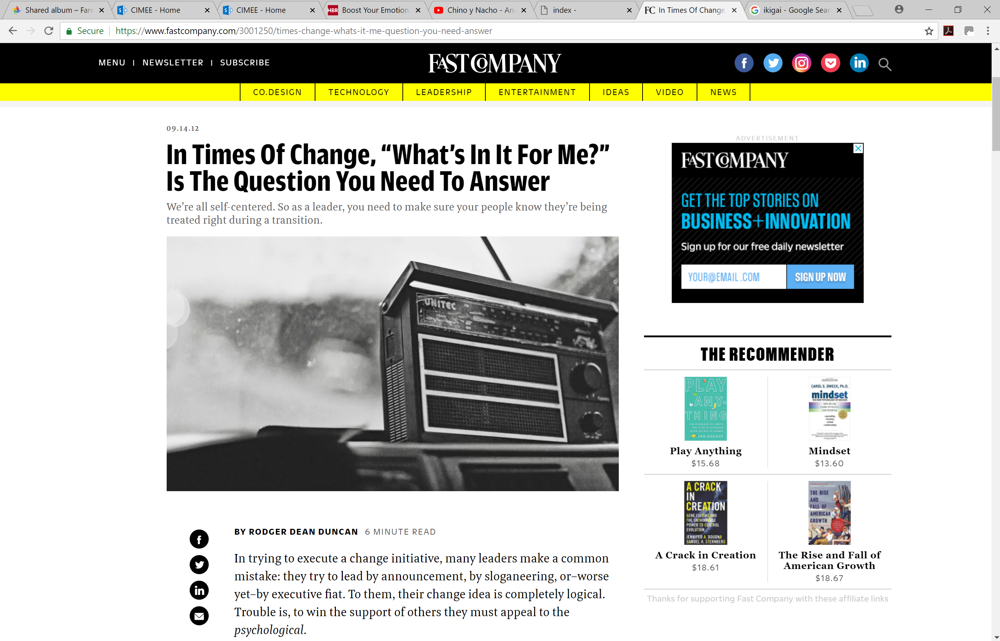 Shared album – Fare
CIMEE - Home
CIMEE - Home
HBR Boost Your Emotion
Chino y Nacho - An
index -
FC In Times Of Change
ikigai - Google Sear
Secure https://www.fastcompany.com/3001250/times-change-whats-it-me-question-you-need-answer
MENU | NEWSLETTER | SUBSCRIBE
FAST COMPANY
CO.DESIGN TECHNOLOGY LEADERSHIP ENTERTAINMENT IDEAS VIDEO NEWS
09.14.12
In Times Of Change, “What’s In It For Me?”
Is The Question You Need To Answer
We’re all self-centered. So as a leader, you need to make sure your people know they’re being
treated right during a transition.
UNITEC
BY RODGER DEAN DUNCAN 6 MINUTE READ
In trying to execute a change initiative, many leaders make a common
mistake: they try to lead by announcement, by sloganeering, or–worse
yet–by executive fiat. To them, their change idea is completely logical.
Trouble is, to win the support of others they must appeal to the
psychological.
ADVERTISEMENT
FAST COMPANY
GET THE TOP STORIES ON
BUSINESS+INNOVATION
Sign up for our free daily newsletter
YOUR@EMAIL.COM SIGN UP NOW
THE RECOMMENDER
PLAY
ANY-
THING
IAN BOGOST
Play Anything
$15.68
CAROL S. DWECK, Ph.D.
mindset
Mindset
$13.60
A CRACK
IN
CREATION
GENE EDITING AND
THE UNTHINKABLE
POWER TO CONTROL
EVOLUTION
JENNIFER A. DOUDNA
SAMUEL H. STERNBERG
A Crack in Creation
$18.61
THE RISE
AND
FALL OF
AMERICAN
GROWTH
The Rise and Fall of
American Growth
$18.67
Thanks for supporting Fast Company with these affiliate links